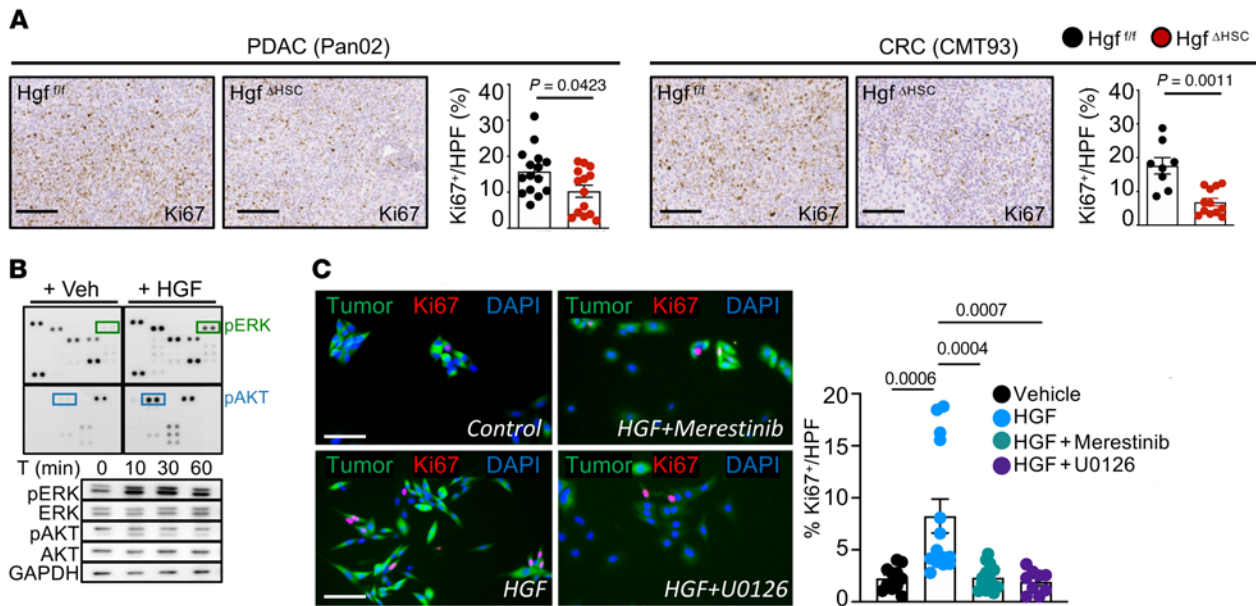 A
PDAC (Pan02)
CRC (CMT93)
Hgf f/f
Hgf ΔHSC
Hgf f/f
Ki67
Hgf ΔHSC
Ki67
Ki67+/HPF (%)
P = 0.0423
40
30
20
10
0
Hgf f/f
Ki67
Hgf ΔHSC
Ki67
Ki67+/HPF (%)
P = 0.0011
40
30
20
10
0
B
+ Veh
+ HGF
pERK
pAKT
T (min) 0 10 30 60
pERK
ERK
pAKT
AKT
GAPDH
C
Tumor Ki67 DAPI
Control
Tumor Ki67 DAPI
HGF+Merestinib
Tumor Ki67 DAPI
HGF
Tumor Ki67 DAPI
HGF+U0126
% Ki67+/HPF
20
15
10
5
0
0.0007
0.0004
0.0006
Vehicle
HGF
HGF + Merestinib
HGF + U0126